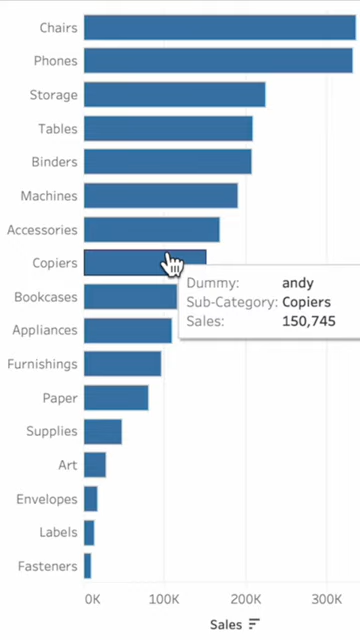 Chairs
Phones
Storage
Tables
Binders
Machines
Accessories
Copiers
Dummy: andy
Sub-Category: Copiers
Sales: 150,745
Bookcases
Appliances
Furnishings
Paper
Supplies
Art
Envelopes
Labels
Fasteners
0K 100K 200K 300K
Sales